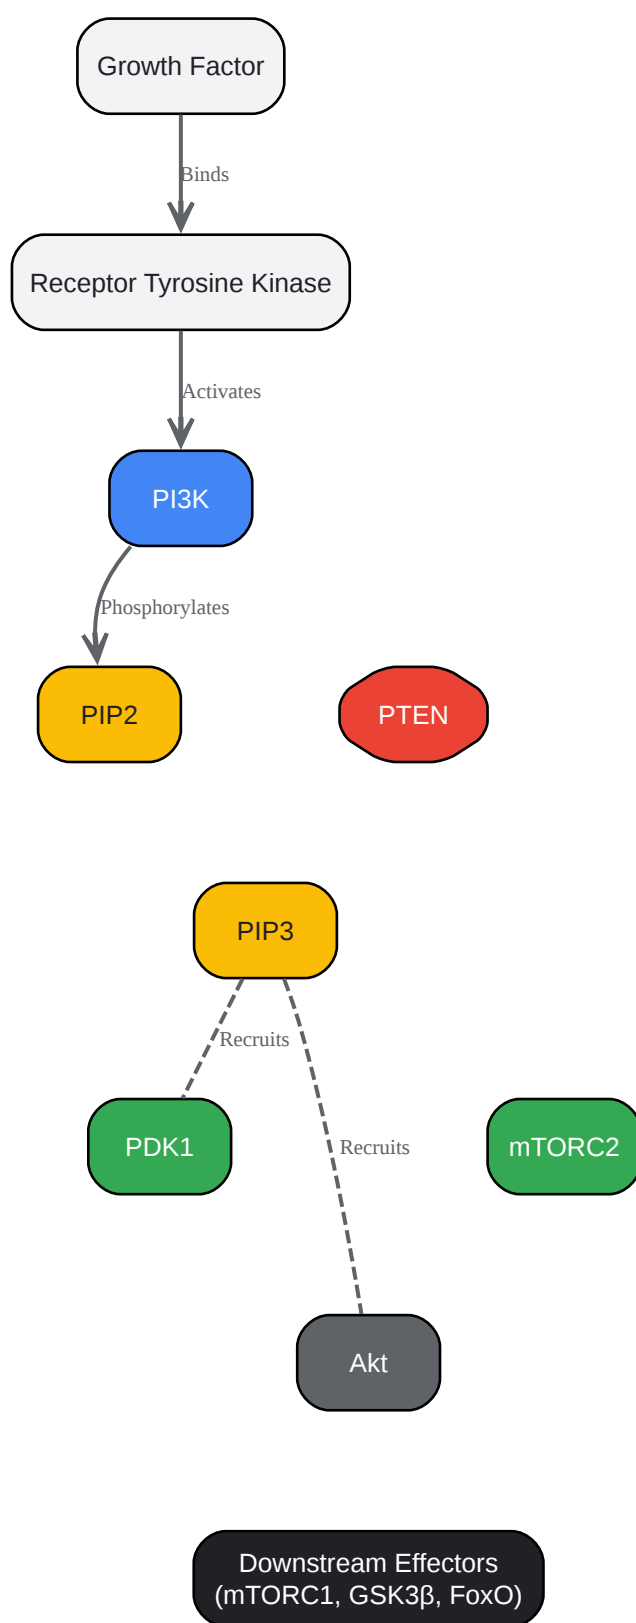 Growth Factor
Binds
Receptor Tyrosine Kinase
Activates
PI3K
Phosphorylates
PIP2
PTEN
PIP3
Recruits
PDK1
Recruits
mTORC2
Akt
Downstream Effectors
(mTORC1, GSK3β, FoxO)